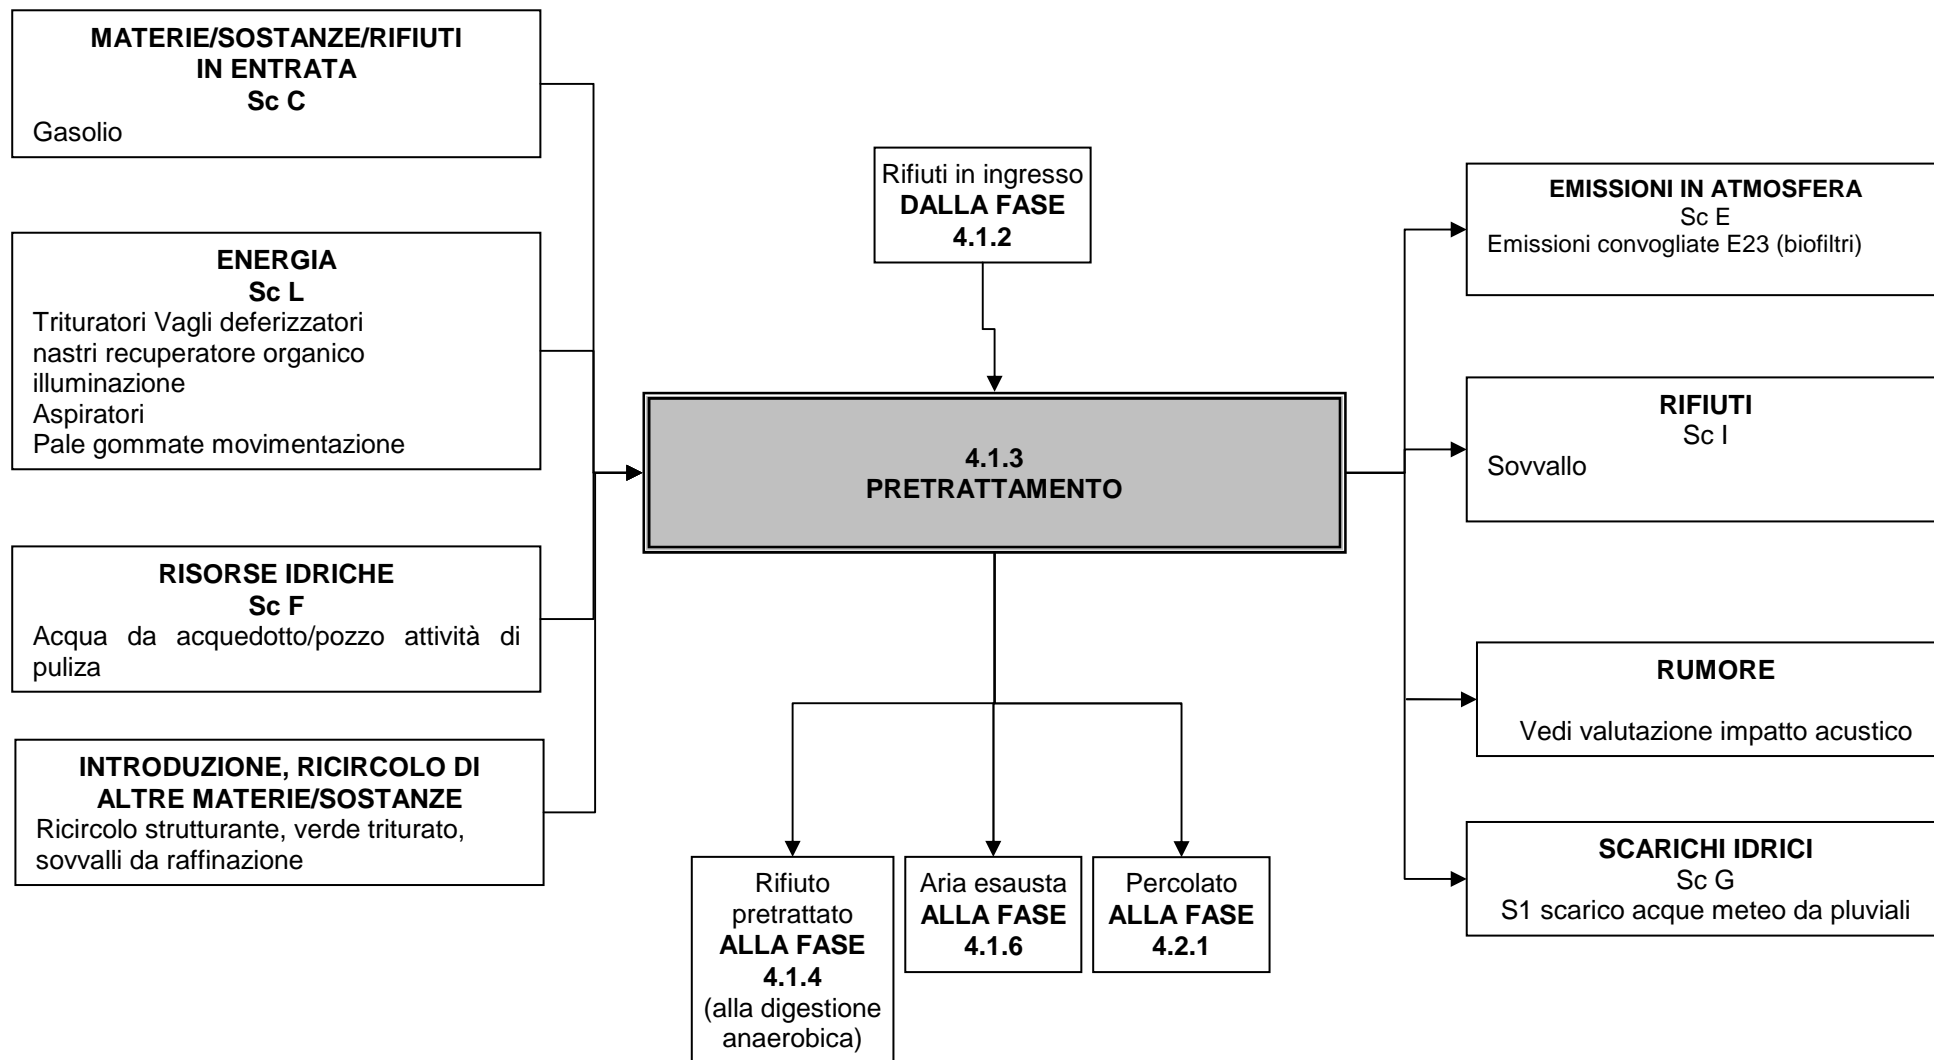 MATERIE/SOSTANZE/RIFIUTI
IN ENTRATA
Sc C
Gasolio
ENERGIA
Sc L
Trituratori Vagli deferizzatori
nastri recuperatore organico
illuminazione
Aspiratori
Pale gommate movimentazione
RISORSE IDRICHE
Sc F
Acqua da acquedotto/pozzo attività di
puliza
INTRODUZIONE, RICIRCOLO DI
ALTRE MATERIE/SOSTANZE
Ricircolo strutturante, verde triturato,
sovvalli da raffinazione
Rifiuti in ingresso
DALLA FASE
4.1.2
4.1.3
PRETRATTAMENTO
Rifiuto
pretrattato
ALLA FASE
4.1.4
(alla digestione
anaerobica)
Aria esausta
ALLA FASE
4.1.6
Percolato
ALLA FASE
4.2.1
EMISSIONI IN ATMOSFERA
Sc E
Emissioni convogliate E23 (biofiltri)
RIFIUTI
Sc I
Sovvallo
RUMORE
Vedi valutazione impatto acustico
SCARICHI IDRICI
Sc G
S1 scarico acque meteo da pluviali